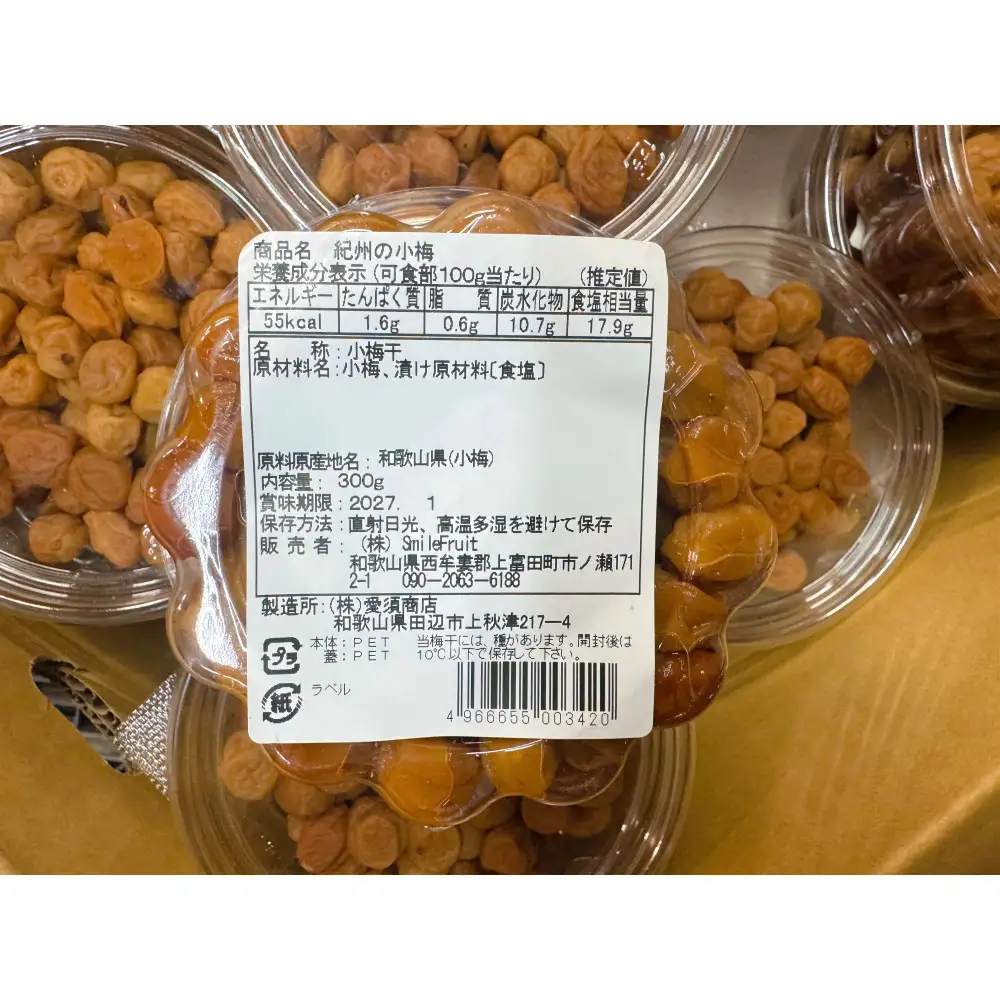 商品名 紀州の小梅
栄養成分表示(可食部100g当たり) (推定値)
エネルギー たんぱく質 脂 質 炭水化物 食塩相当量
55kcal 1.6g 0.6g 10.7g 17.9g
名 称:小梅干
原材料名:小梅、漬け原材料〔食塩〕
原料原産地名:和歌山県(小梅)
内容量: 300g
賞味期限:2027. 1
保存方法:直射日光、高温多湿を避けて保存
販 売 者: (株) SmileFruit
和歌山県西牟婁郡上富田町市ノ瀬171
2-1 090-2063-6188
製造所:(株)愛須商店
和歌山県田辺市上秋津217-4
プラ 本体:PET 当梅干には、種があります。開封後は
蓋:PET 10℃以下で保存して下さい。
紙 ラベル
4 966655 003420